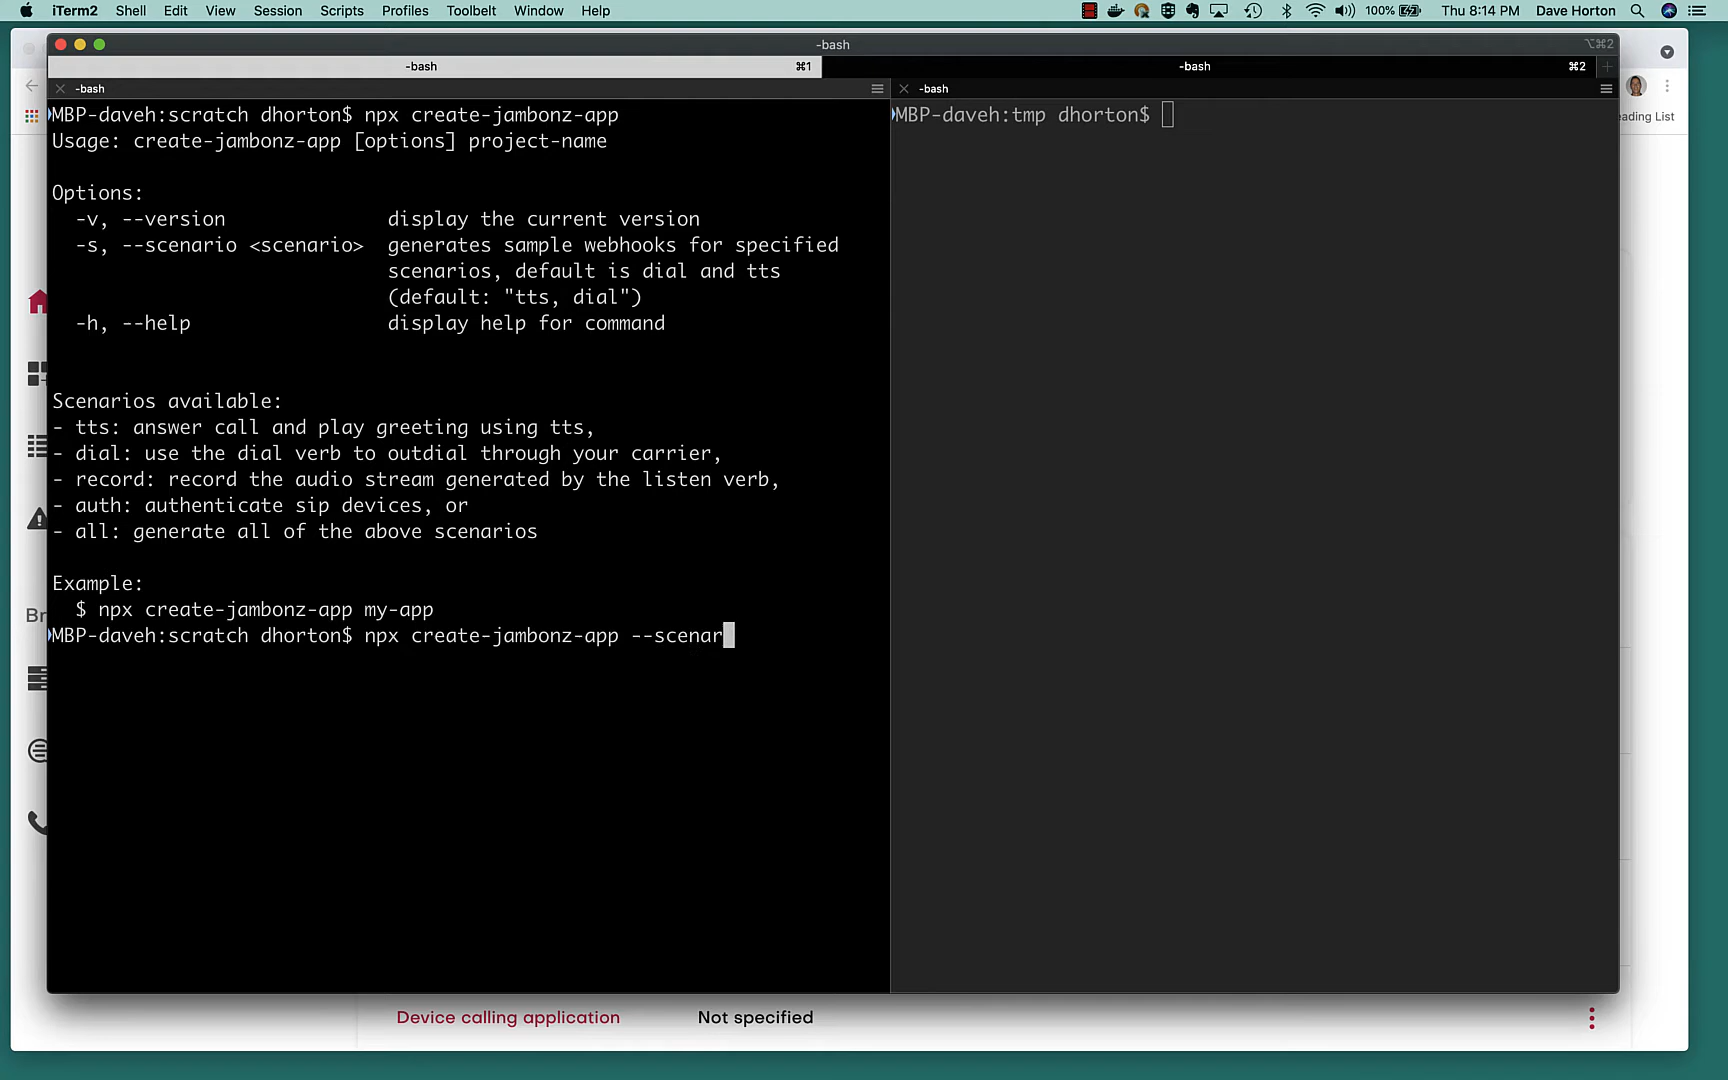 iTerm2 Shell Edit View Session Scripts Profiles Toolbelt Window Help 100% Thu 8:14 PM Dave Horton
-bash ⌥⌘2
-bash ⌘1 -bash ⌘2
-bash
MBP-daveh:scratch dhorton$ npx create-jambonz-app
Usage: create-jambonz-app [options] project-name
Options:
-v, --version display the current version
-s, --scenario <scenario> generates sample webhooks for specified
scenarios, default is dial and tts
(default: "tts, dial")
-h, --help display help for command
Scenarios available:
- tts: answer call and play greeting using tts,
- dial: use the dial verb to outdial through your carrier,
- record: record the audio stream generated by the listen verb,
- auth: authenticate sip devices, or
- all: generate all of the above scenarios
Example:
$ npx create-jambonz-app my-app
MBP-daveh:scratch dhorton$ npx create-jambonz-app --scenar
-bash
MBP-daveh:tmp dhorton$
eading List
Br
Device calling application Not specified